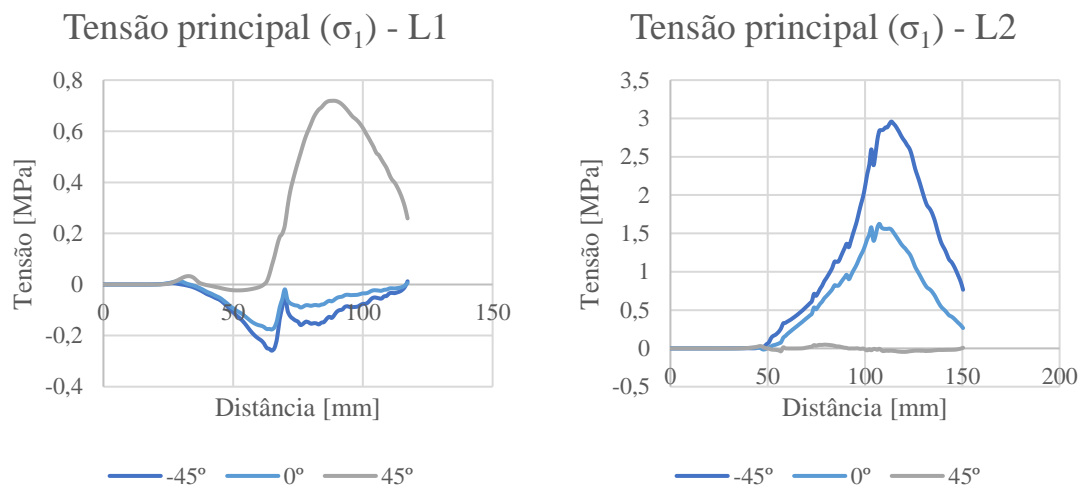 Tensão principal (σ₁) - L1
0,8
0,6
0,4
0,2
0
-0,2
-0,4
0
50
100
150
Tensão [MPa]
Distância [mm]
-45º
0º
45º
Tensão principal (σ₁) - L2
3,5
3
2,5
2
1,5
1
0,5
0
-0,5
0
50
100
150
200
Tensão [MPa]
Distância [mm]
-45º
0º
45º